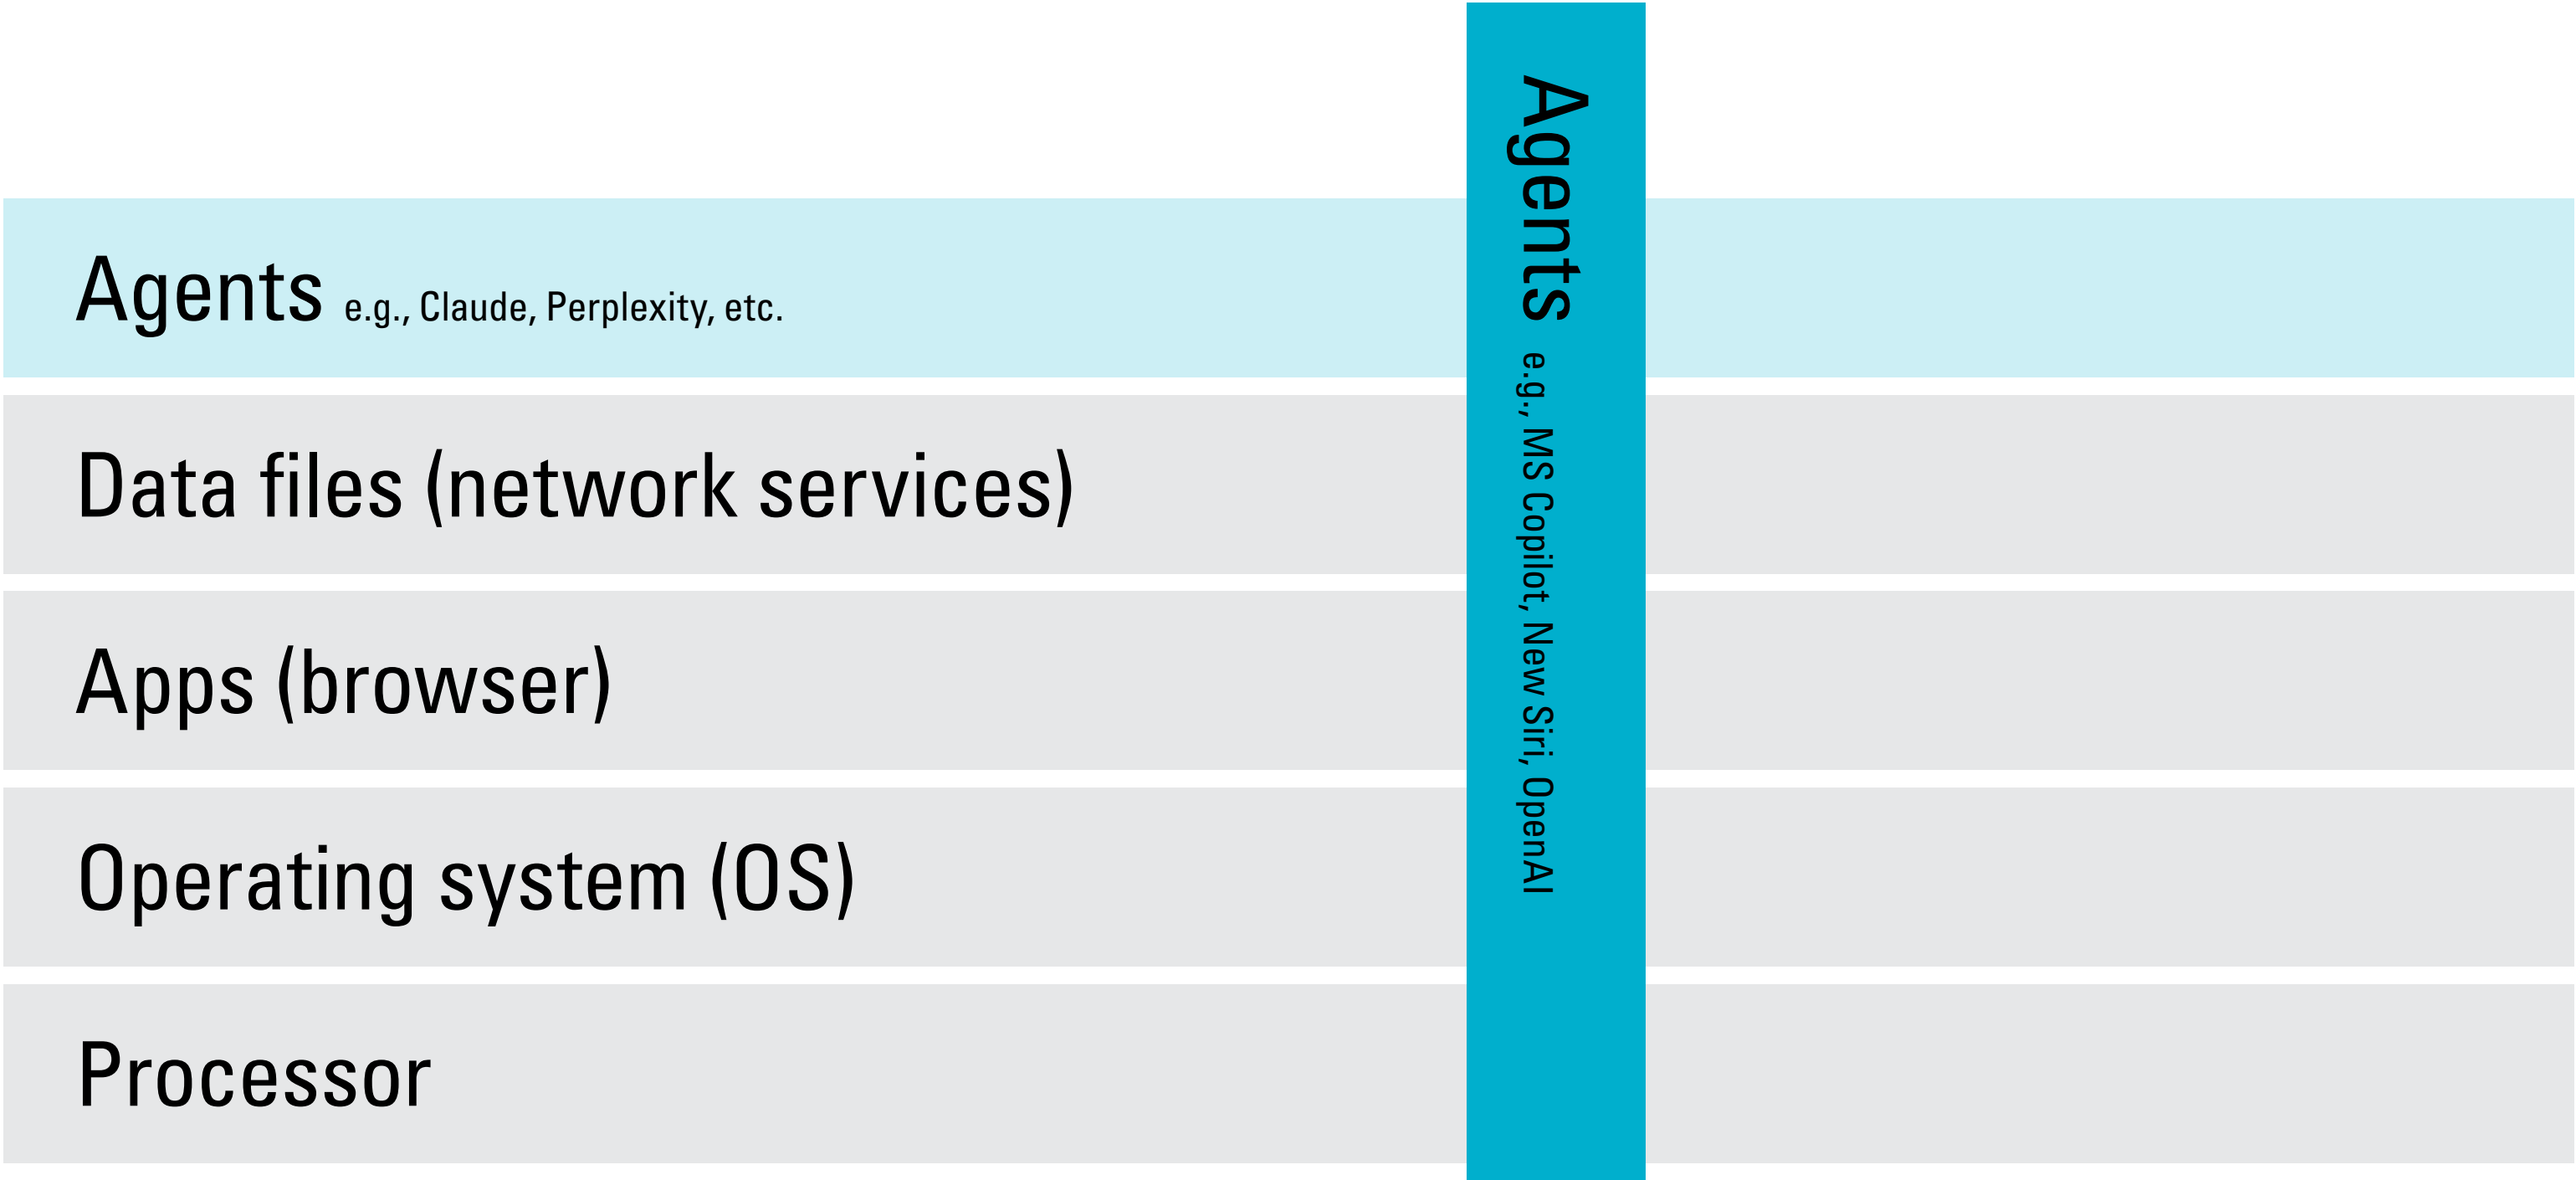 Agents e.g., Claude, Perplexity, etc.
Data files (network services)
Apps (browser)
Operating system (OS)
Processor
Agents e.g., MS Copilot, New Siri, OpenAI